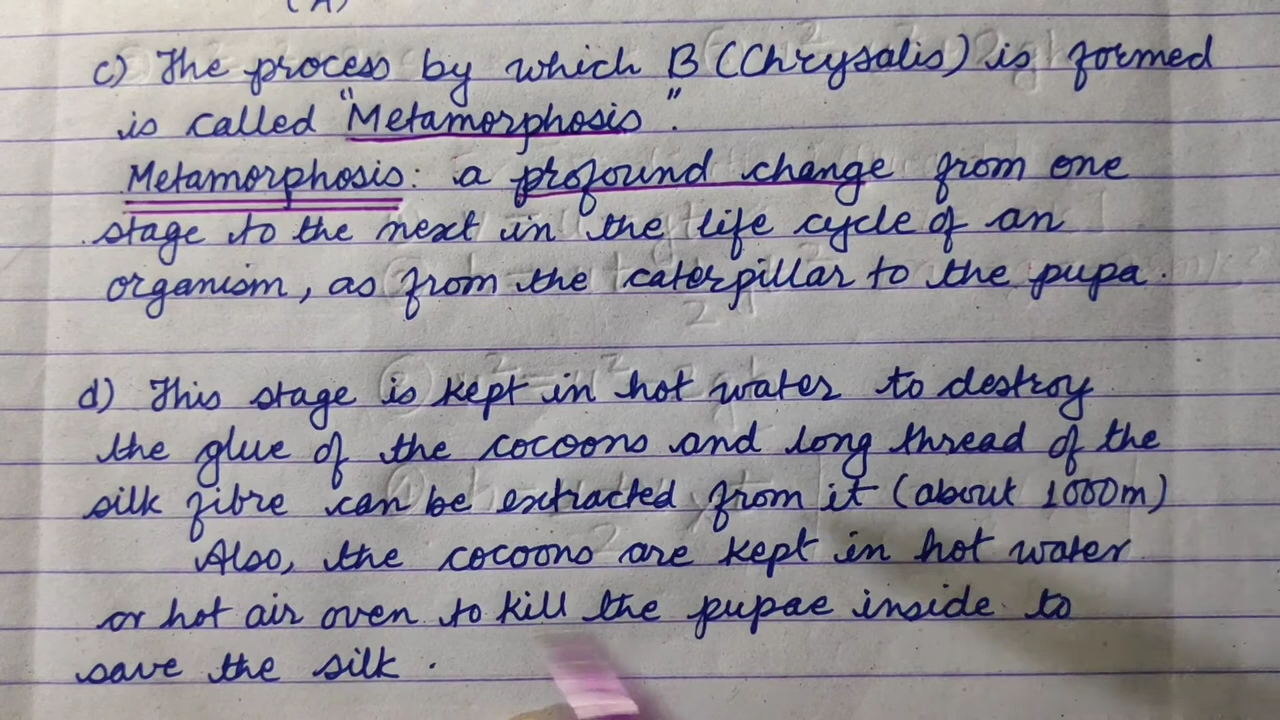 (A)
c) The process by which B (Chrysalis) is formed
is called "Metamorphosis".
Metamorphosis: a profound change from one
stage to the next in the life cycle of an
organism, as from the caterpillar to the pupa.
d) This stage is kept in hot water to destroy
the glue of the cocoons and long thread of the
silk fibre can be extracted from it (about 1000m)
Also, the cocoons are kept in hot water
or hot air oven to kill the pupae inside to
save the silk.